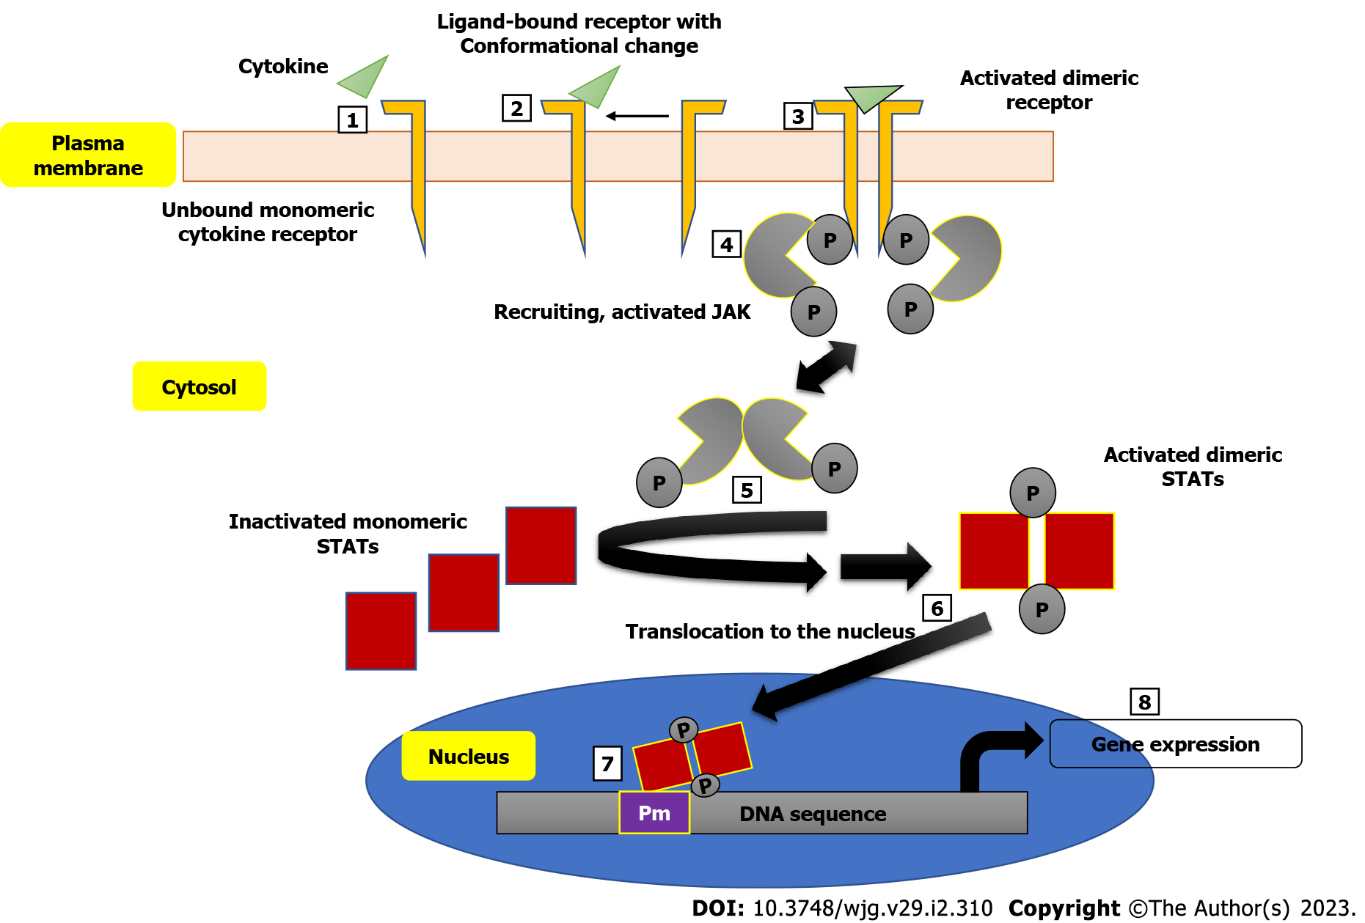 Ligand-bound receptor with
Conformational change
Cytokine
Activated dimeric
receptor
1
2
3
Plasma
membrane
Unbound monomeric
cytokine receptor
4
P
P
P
P
Recruiting, activated JAK
Cytosol
P
P
5
Activated dimeric
STATs
P
Inactivated monomeric
STATs
6
P
Translocation to the nucleus
8
Nucleus
7
P
P
Gene expression
Pm
DNA sequence
DOI: 10.3748/wjg.v29.i2.310 Copyright ©The Author(s) 2023.